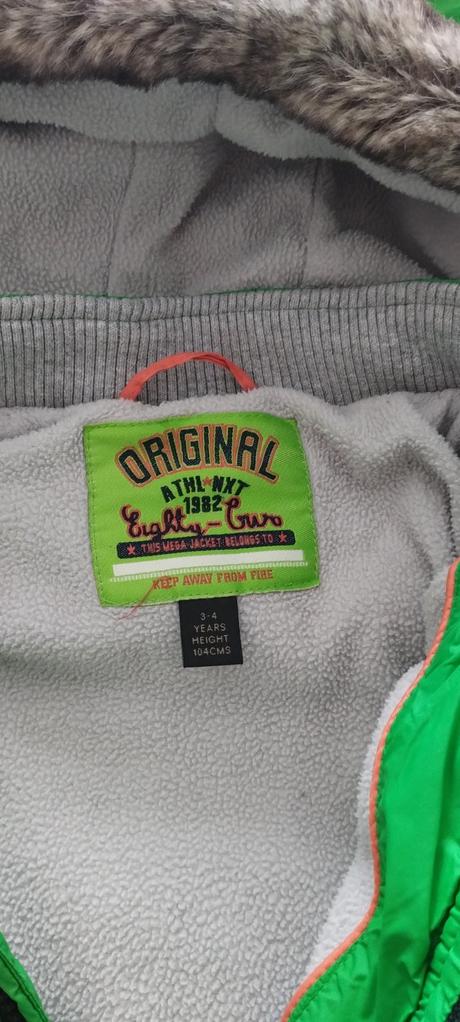 ORIGINAL
ATHL★NXT
1982
Eighty-Two
★ THIS MEGA JACKET BELONGS TO ★
KEEP AWAY FROM FIRE
3-4
YEARS
HEIGHT
104CMS